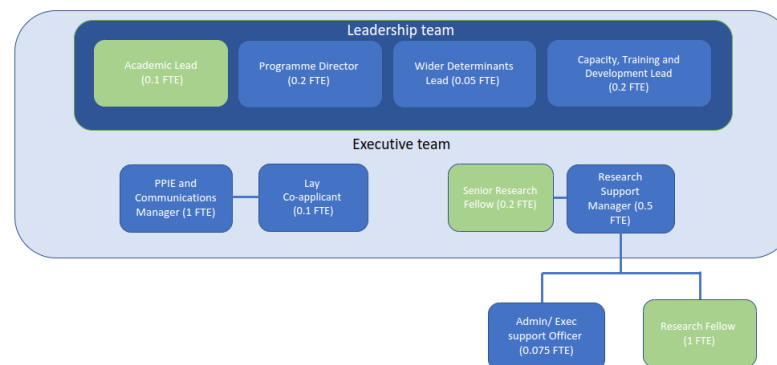 Leadership team
Academic Lead
(0.1 FTE)
Programme Director
(0.2 FTE)
Wider Determinants
Lead (0.05 FTE)
Capacity, Training and
Development Lead
(0.2 FTE)
Executive team
PPIE and
Communications
Manager (1 FTE)
Lay
Co-applicant
(0.1 FTE)
Senior Research
Fellow (0.2 FTE)
Research
Support
Manager (0.5
FTE)
Admin/ Exec
support Officer
(0.075 FTE)
Research Fellow
(1 FTE)